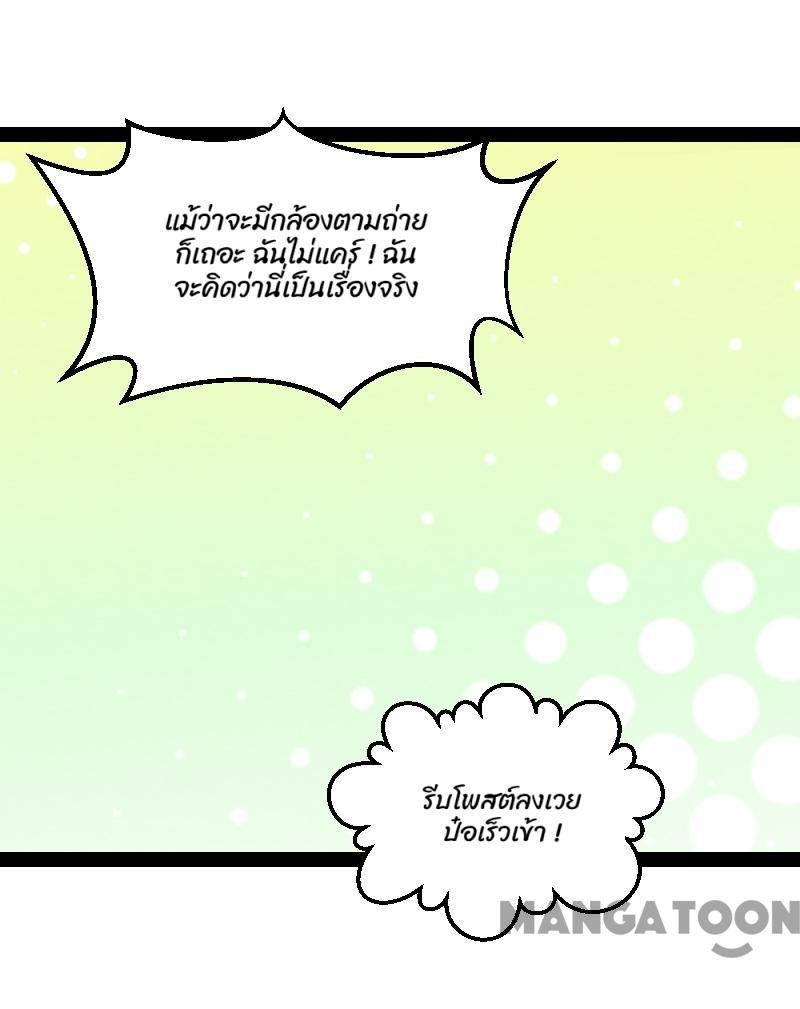 แม้ว่าจะมีกล้องตามถ่าย
ก็เถอะ ฉันไม่แคร์ ! ฉัน
จะคิดว่านี่เป็นเรื่องจริง
รีบโพสต์ลงเวย
ป๋อเร็วเข้า !
MANGATOON